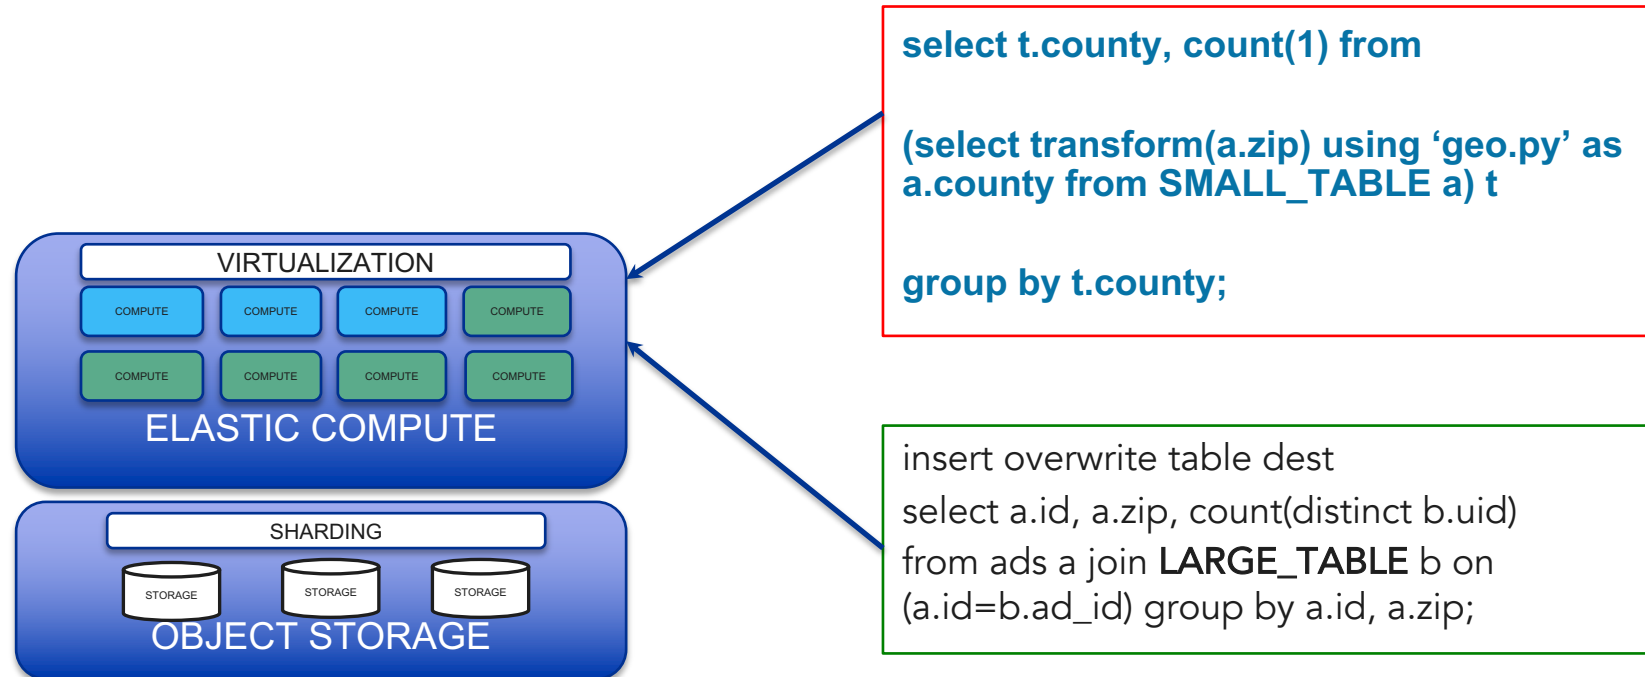 select t.county, count(1) from
(select transform(a.zip) using ‘geo.py’ as
a.county from SMALL_TABLE a) t
group by t.county;
VIRTUALIZATION
COMPUTE COMPUTE COMPUTE COMPUTE
COMPUTE COMPUTE COMPUTE COMPUTE
ELASTIC COMPUTE
insert overwrite table dest
select a.id, a.zip, count(distinct b.uid)
from ads a join LARGE_TABLE b on
(a.id=b.ad_id) group by a.id, a.zip;
SHARDING
STORAGE STORAGE STORAGE
OBJECT STORAGE